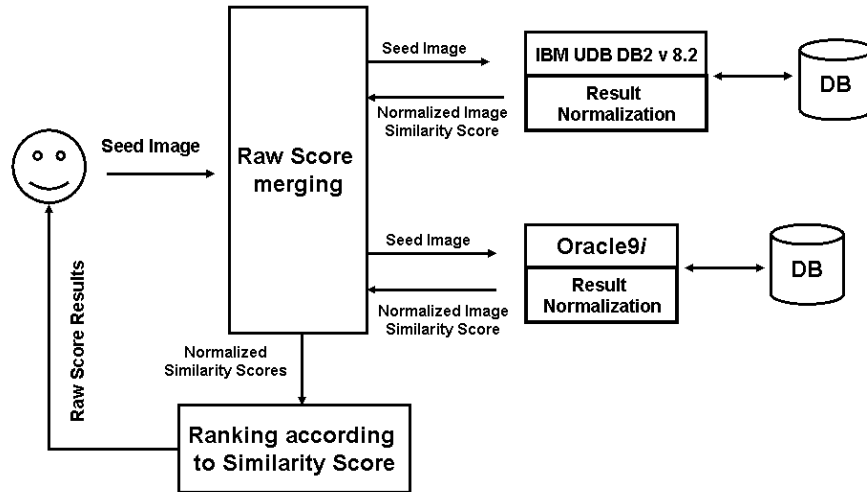 Seed Image
Raw Score
merging
Seed Image
Normalized Image
Similarity Score
IBM UDB DB2 v 8.2
Result
Normalization
DB
Seed Image
Normalized Image
Similarity Score
Oracle9i
Result
Normalization
DB
Normalized
Similarity Scores
Raw Score Results
Ranking according
to Similarity Score